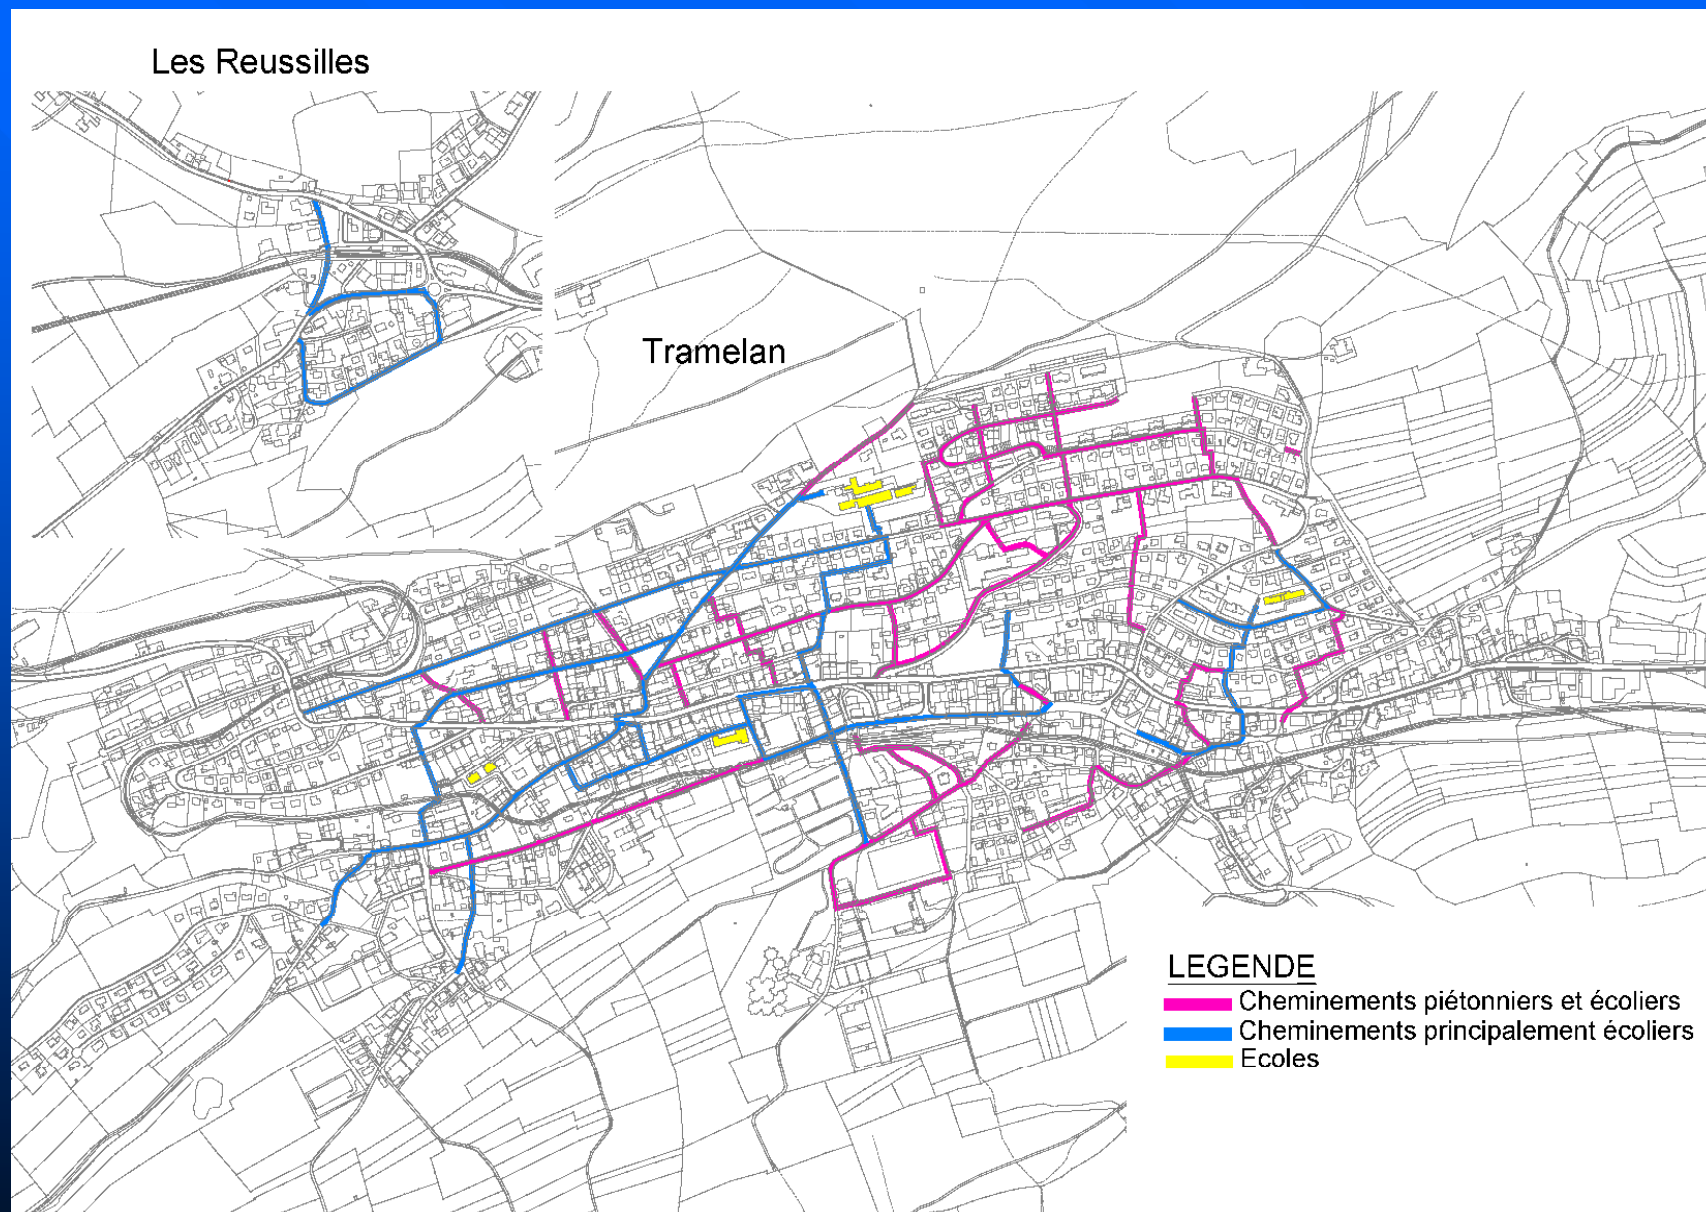 Les Reussilles
Tramelan
LEGENDE
Cheminements piétonniers et écoliers
Cheminements principalement écoliers
Ecoles